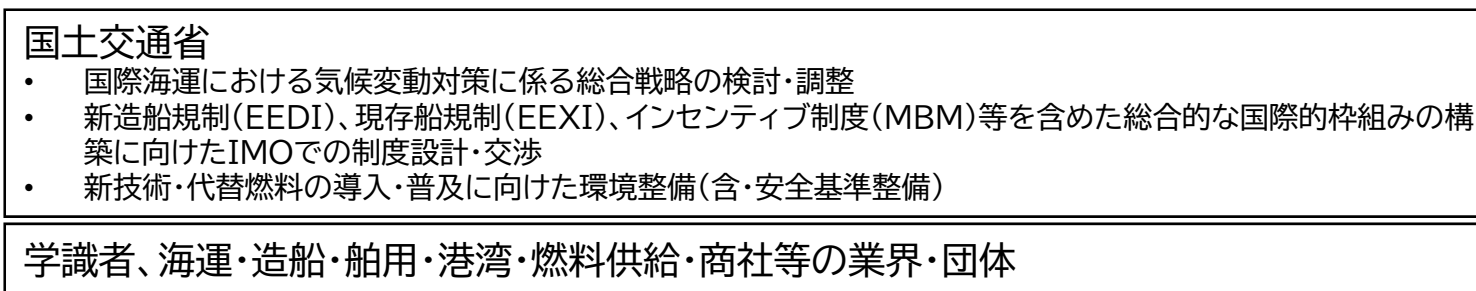 国土交通省
• 国際海運における気候変動対策に係る総合戦略の検討・調整
• 新造船規制(EEDI)、現存船規制(EEXI)、インセンティブ制度(MBM)等を含めた総合的な国際的枠組みの構
築に向けたIMOでの制度設計・交渉
• 新技術・代替燃料の導入・普及に向けた環境整備(含・安全基準整備)
学識者、海運・造船・舶用・港湾・燃料供給・商社等の業界・団体